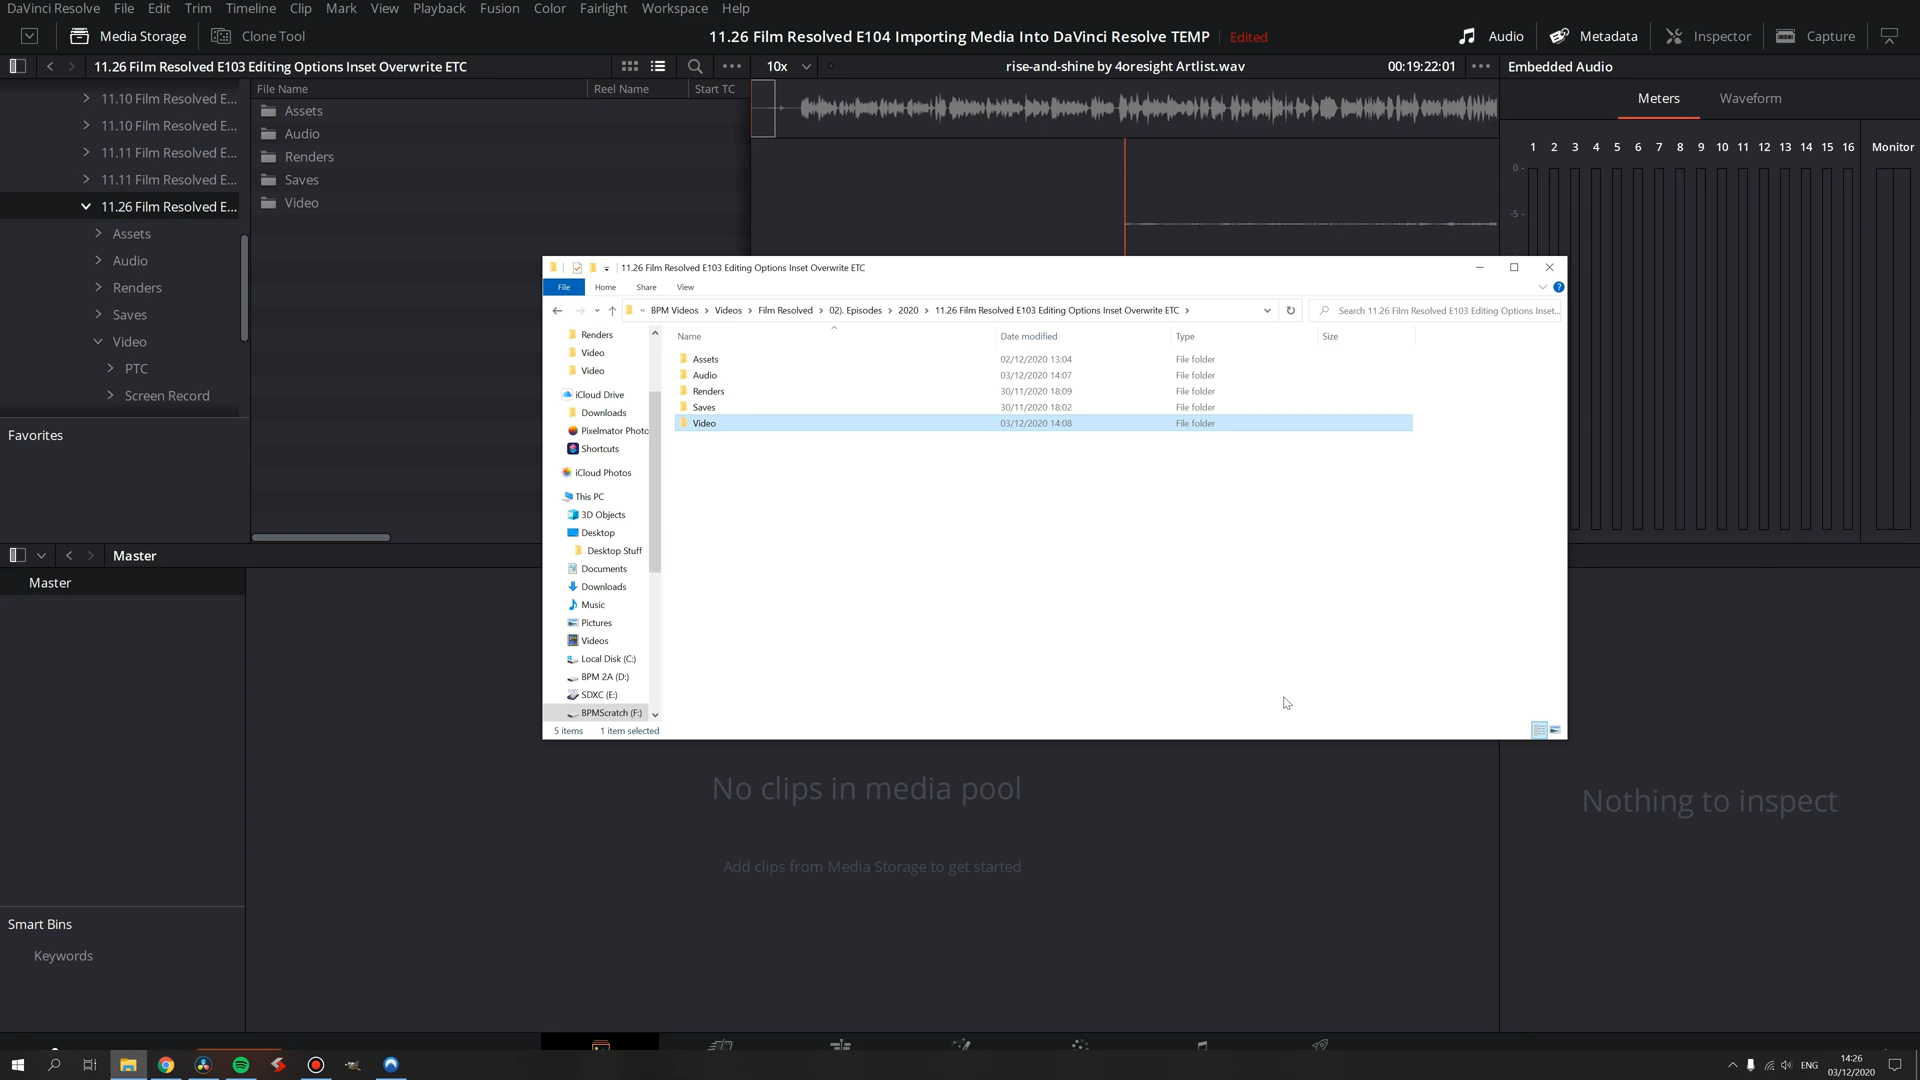 DaVinci Resolve File Edit Trim Timeline Clip Mark View Playback Fusion Color Fairlight Workspace Help
Media Storage Clone Tool 11.26 Film Resolved E104 Importing Media Into DaVinci Resolve TEMP Edited Audio Metadata Inspector Capture
11.26 Film Resolved E103 Editing Options Inset Overwrite ETC 10x rise-and-shine by 4oresight Artlist.wav 00:19:22:01 Embedded Audio
File Name Reel Name Start TC
Meters Waveform
11.10 Film Resolved E...
11.10 Film Resolved E...
11.11 Film Resolved E...
11.11 Film Resolved E...
11.26 Film Resolved E...
Assets
Audio
Renders
Saves
Video
PTC
Screen Record
Assets
Audio
Renders
Saves
Video
1 2 3 4 5 6 7 8 9 10 11 12 13 14 15 16 Monitor
0
-5
Favorites
Master
Master
Smart Bins
Keywords
11.26 Film Resolved E103 Editing Options Inset Overwrite ETC
File Home Share View
« BPM Videos > Videos > Film Resolved > 02). Episodes > 2020 > 11.26 Film Resolved E103 Editing Options Inset Overwrite ETC > Search 11.26 Film Resolved E103 Editing Options Inset...
Name Date modified Type Size
Assets 02/12/2020 13:04 File folder
Audio 03/12/2020 14:07 File folder
Renders 30/11/2020 18:09 File folder
Saves 30/11/2020 18:02 File folder
Video 03/12/2020 14:08 File folder
Renders
Video
Video
iCloud Drive
Downloads
Pixelmator Photo
Shortcuts
iCloud Photos
This PC
3D Objects
Desktop
Desktop Stuff
Documents
Downloads
Music
Pictures
Videos
Local Disk (C:)
BPM 2A (D:)
SDXC (E:)
BPMScratch (F:)
5 items 1 item selected
No clips in media pool
Add clips from Media Storage to get started
Nothing to inspect
ENG
14:26
03/12/2020